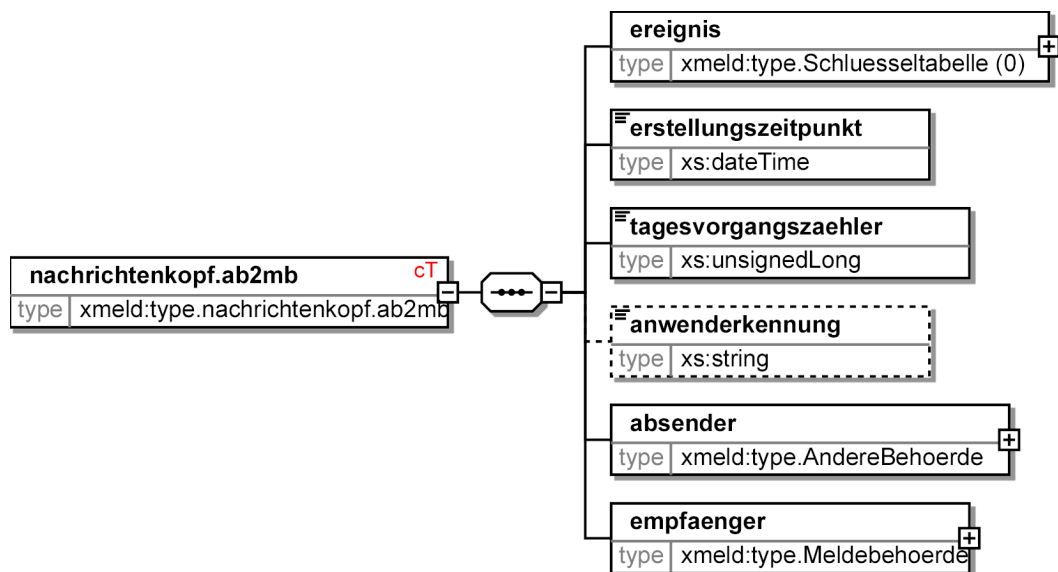 ereignis
type xmeld:type.Schluesseltabelle (0)
erstellungszeitpunkt
type xs:dateTime
tagesvorgangszaehler
type xs:unsignedLong
nachrichtenkopf.ab2mb cT
type xmeld:type.nachrichtenkopf.ab2mb
anwenderkennung
type xs:string
absender
type xmeld:type.AndereBehoerde
empfaenger
type xmeld:type.Meldebehoerde